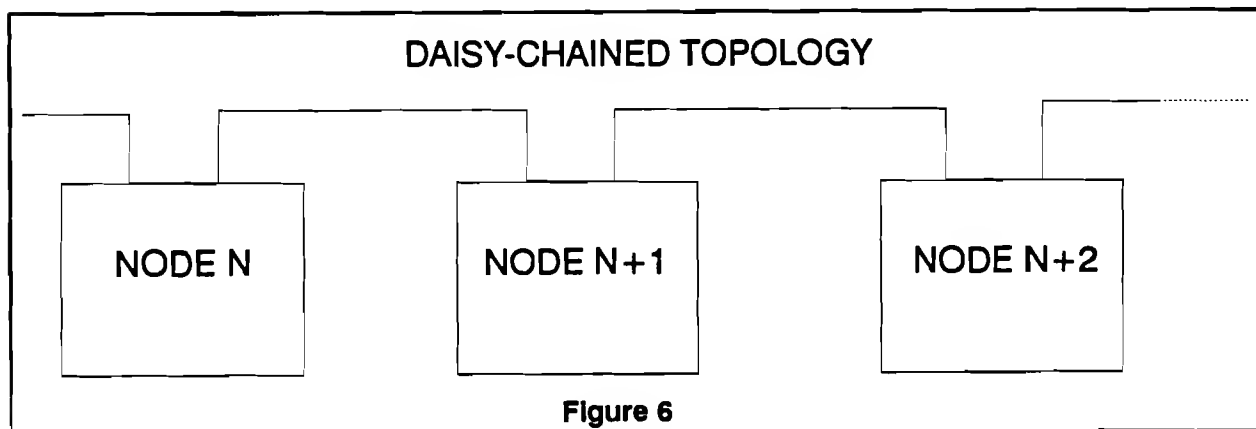 DAISY-CHAINED TOPOLOGY
NODE N
NODE N+1
NODE N+2
Figure 6